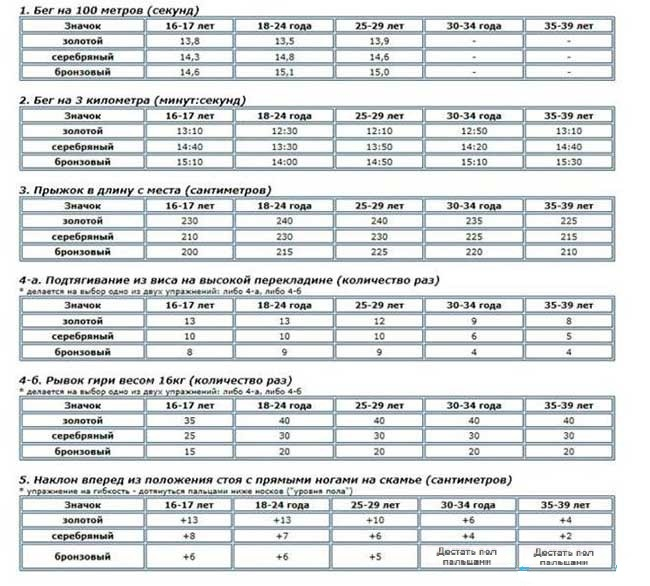 1. Бег на 100 метров (секунд)
Значок 16-17 лет 18-24 года 25-29 лет 30-34 года 35-39 лет
золотой 13,8 13,5 13,9 - -
серебряный 14,3 14,8 14,6 - -
бронзовый 14,6 15,1 15,0 - -
2. Бег на 3 километра (минут:секунд)
Значок 16-17 лет 18-24 года 25-29 лет 30-34 года 35-39 лет
золотой 13:10 12:30 12:10 12:50 13:10
серебряный 14:40 13:30 13:50 14:20 14:40
бронзовый 15:10 14:00 14:50 15:10 15:30
3. Прыжок в длину с места (сантиметров)
Значок 16-17 лет 18-24 года 25-29 лет 30-34 года 35-39 лет
золотой 230 240 240 235 225
серебряный 210 230 230 225 215
бронзовый 200 215 225 220 210
4-а. Подтягивание из виса на высокой перекладине (количество раз)
* делается на выбор одно из двух упражнений: либо 4-а, либо 4-б
Значок 16-17 лет 18-24 года 25-29 лет 30-34 года 35-39 лет
золотой 13 13 12 9 8
серебряный 10 10 10 6 5
бронзовый 8 9 9 4 4
4-б. Рывок гири весом 16кг (количество раз)
* делается на выбор одно из двух упражнений: либо 4-а, либо 4-б
Значок 16-17 лет 18-24 года 25-29 лет 30-34 года 35-39 лет
золотой 35 40 40 40 40
серебряный 25 30 30 30 30
бронзовый 15 20 20 20 20
5. Наклон вперед из положения стоя с прямыми ногами на скамье (сантиметров)
* упражнение на гибкость - дотянуться пальцами ниже носков ("уровня пола")
Значок 16-17 лет 18-24 года 25-29 лет 30-34 года 35-39 лет
золотой +13 +13 +10 +6 +4
серебряный +8 +7 +6 +4 +2
бронзовый +6 +6 +5 Достать пол пальцами Достать пол пальцами